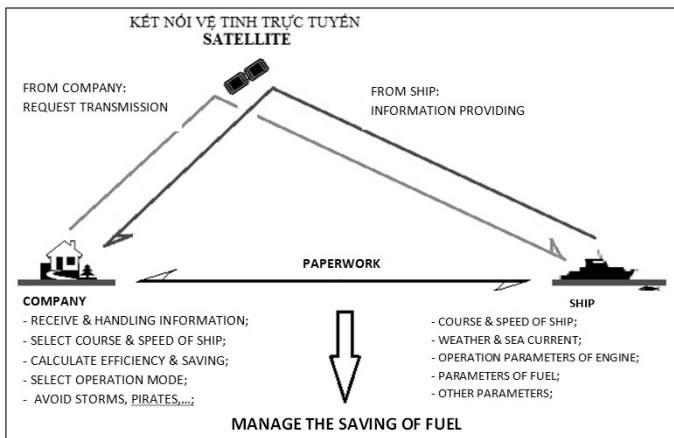 KẾT NỐI VỆ TINH TRỰC TUYẾN
SATELLITE
FROM COMPANY:
REQUEST TRANSMISSION
FROM SHIP:
INFORMATION PROVIDING
PAPERWORK
COMPANY
- RECEIVE & HANDLING INFORMATION;
- SELECT COURSE & SPEED OF SHIP;
- CALCULATE EFFICIENCY & SAVING;
- SELECT OPERATION MODE;
- AVOID STORMS, PIRATES,...;
SHIP
- COURSE & SPEED OF SHIP;
- WEATHER & SEA CURRENT;
- OPERATION PARAMETERS OF ENGINE;
- PARAMETERS OF FUEL;
- OTHER PARAMETERS;
MANAGE THE SAVING OF FUEL